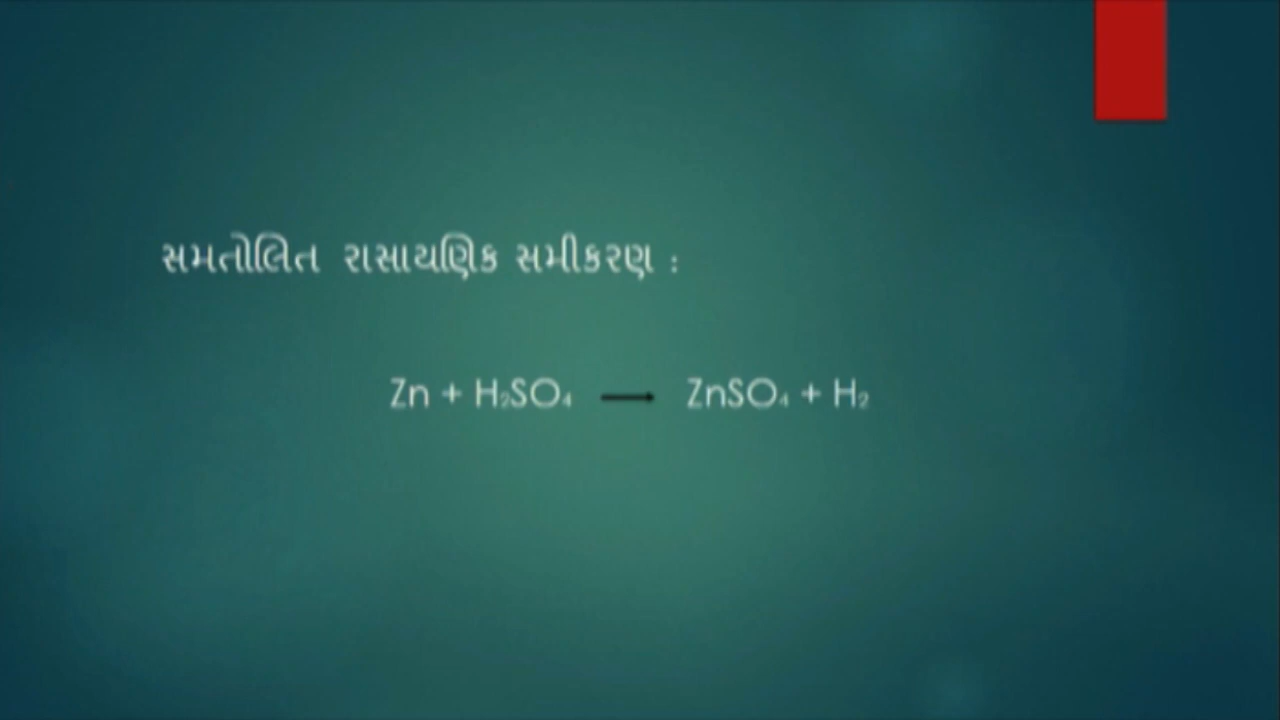 સમતોલિત રાસાયણિક સમીકરણ :
Zn + H₂SO₄ ⟶ ZnSO₄ + H₂